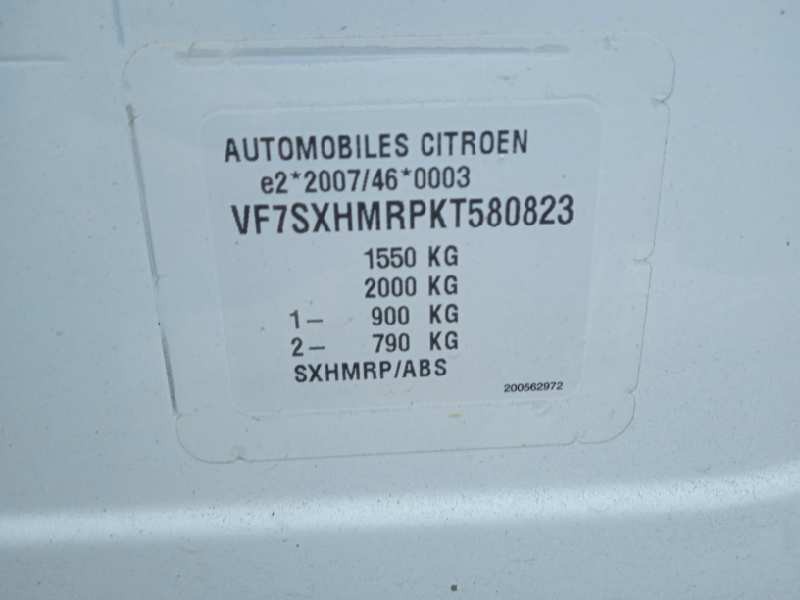 AUTOMOBILES CITROEN
e2*2007/46*0003
VF7SXHMRPKT580823
1550 KG
2000 KG
1- 900 KG
2- 790 KG
SXHMRP/ABS
200562972